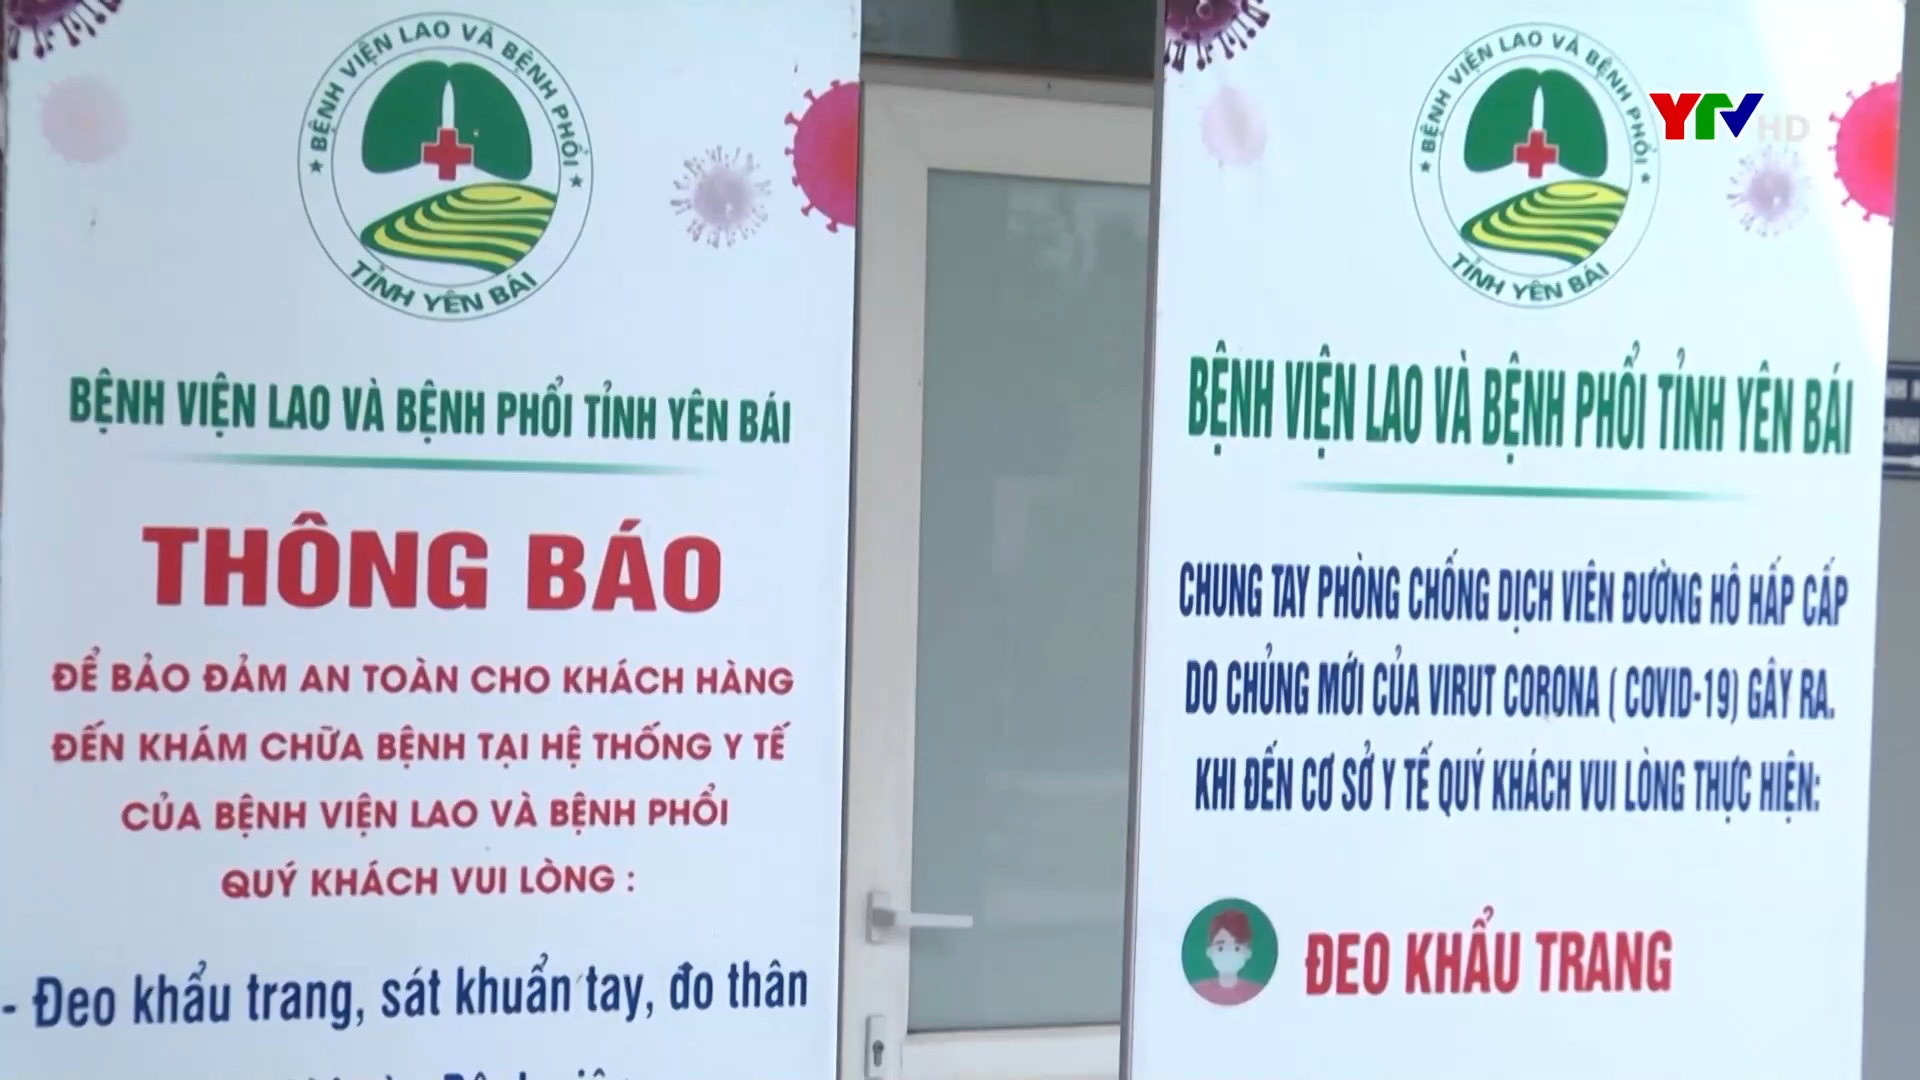 BỆNH VIỆN LAO VÀ BỆNH PHỔI
TỈNH YÊN BÁI
BỆNH VIỆN LAO VÀ BỆNH PHỔI TỈNH YÊN BÁI
THÔNG BÁO
ĐỂ BẢO ĐẢM AN TOÀN CHO KHÁCH HÀNG
ĐẾN KHÁM CHỮA BỆNH TẠI HỆ THỐNG Y TẾ
CỦA BỆNH VIỆN LAO VÀ BỆNH PHỔI
QUÝ KHÁCH VUI LÒNG :
- Đeo khẩu trang, sát khuẩn tay, đo thân
BỆNH VIỆN LAO VÀ BỆNH PHỔI
TỈNH YÊN BÁI
YTV HD
BỆNH VIỆN LAO VÀ BỆNH PHỔI TỈNH YÊN BÁI
CHUNG TAY PHÒNG CHỐNG DỊCH VIÊN ĐƯỜNG HÔ HẤP CẤP
DO CHỦNG MỚI CỦA VIRUT CORONA ( COVID-19) GÂY RA.
KHI ĐẾN CƠ SỞ Y TẾ QUÝ KHÁCH VUI LÒNG THỰC HIỆN:
ĐEO KHẨU TRANG